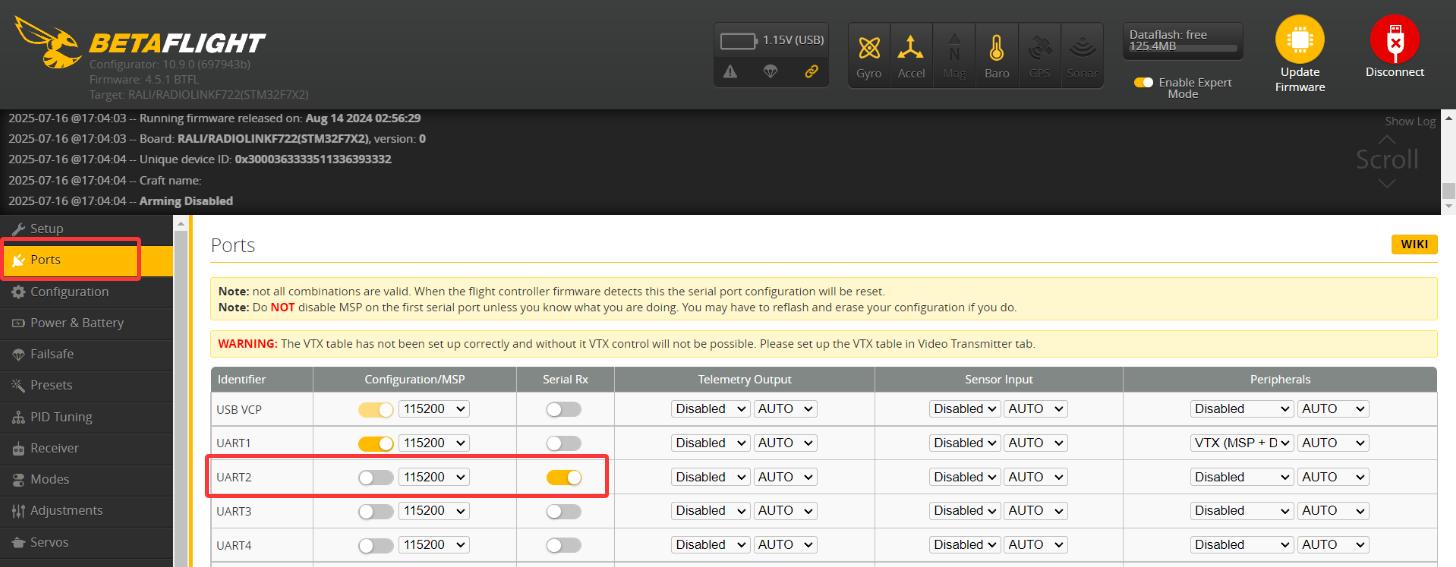 BETAFLIGHT
Configurator: 10.9.0 (697943b)
Firmware: 4.5.1 BTFL
Target: RALI/RADIOLINKF722(STM32F7X2)
1.15V (USB)
Gyro Accel Mag Baro GPS Sonar
Dataflash: free
125.4MB
Enable Expert
Mode
Update
Firmware
Disconnect
2025-07-16 @17:04:03 -- Running firmware released on: Aug 14 2024 02:56:29
2025-07-16 @17:04:03 -- Board: RALI/RADIOLINKF722(STM32F7X2), version: 0
2025-07-16 @17:04:04 -- Unique device ID: 0x3000363333511336393332
2025-07-16 @17:04:04 -- Craft name:
2025-07-16 @17:04:04 -- Arming Disabled
Show Log
Scroll
Setup
Ports
Configuration
Power & Battery
Failsafe
Presets
PID Tuning
Receiver
Modes
Adjustments
Servos
Ports
WIKI
Note: not all combinations are valid. When the flight controller firmware detects this the serial port configuration will be reset.
Note: Do NOT disable MSP on the first serial port unless you know what you are doing. You may have to reflash and erase your configuration if you do.
WARNING: The VTX table has not been set up correctly and without it VTX control will not be possible. Please set up the VTX table in Video Transmitter tab.
Identifier Configuration/MSP Serial Rx Telemetry Output Sensor Input Peripherals
USB VCP 115200 Disabled AUTO Disabled AUTO Disabled AUTO
UART1 115200 Disabled AUTO Disabled AUTO VTX (MSP + D AUTO
UART2 115200 Disabled AUTO Disabled AUTO Disabled AUTO
UART3 115200 Disabled AUTO Disabled AUTO Disabled AUTO
UART4 115200 Disabled AUTO Disabled AUTO Disabled AUTO